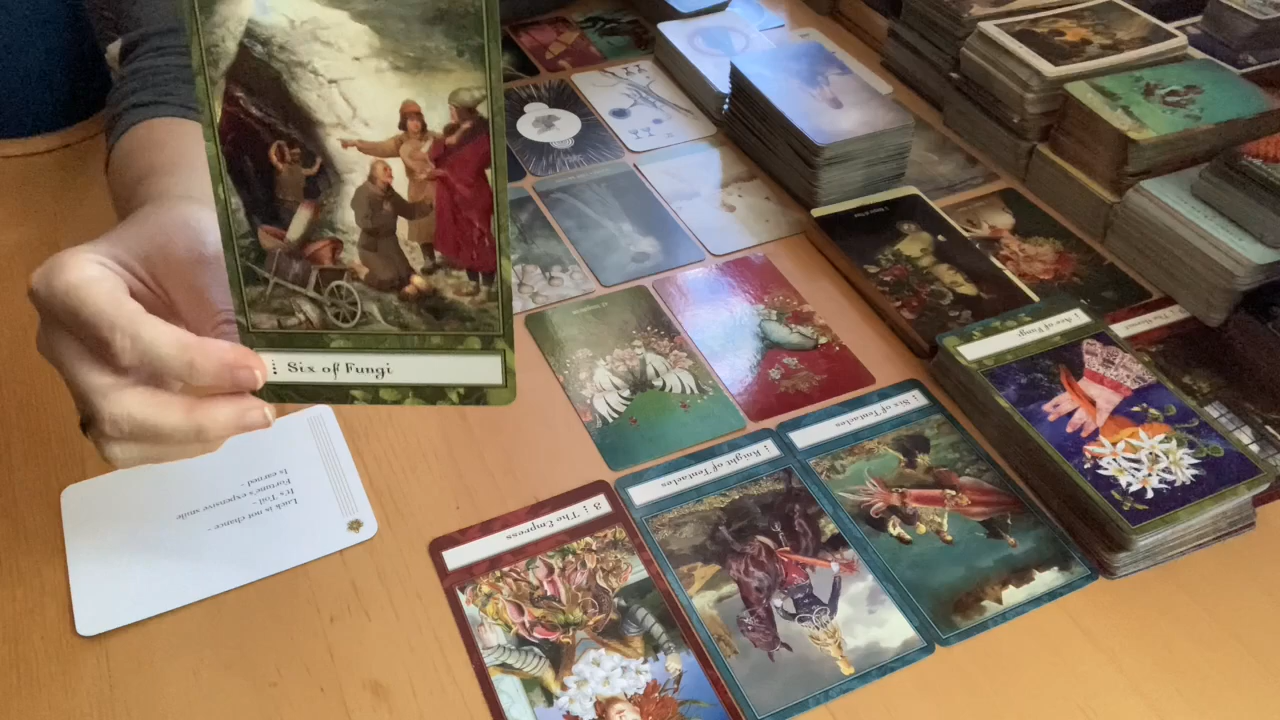 ⋮ Six of Fungi
Luck is not chance -
It's Toil -
Fortune's expensive smile
Is earned -
3 ⋮ The Empress
⋮ Knight of Tentacles
⋮ Six of Tentacles
⋮ Ace of Fungi